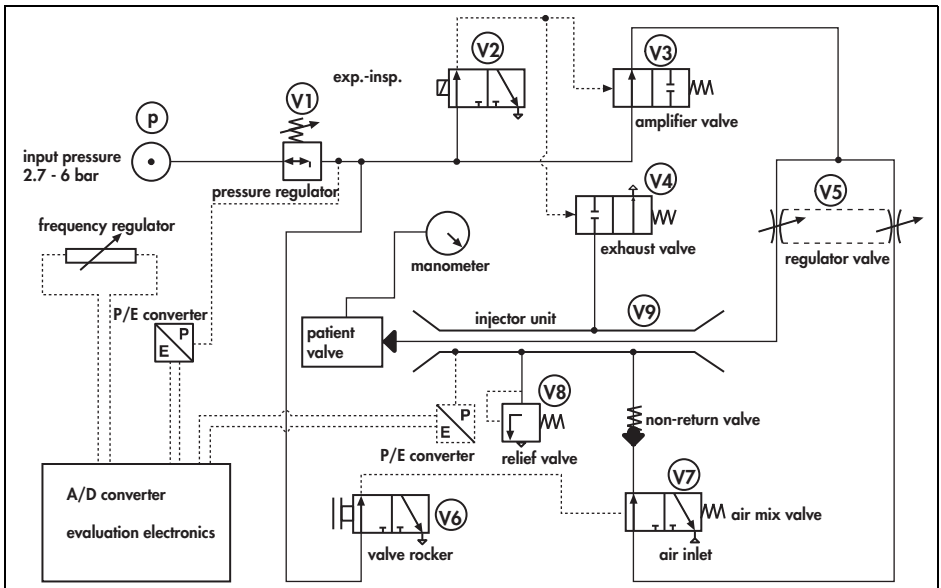 V2
V3
exp.-insp.
V1
p
amplifier valve
input pressure
2.7 - 6 bar
pressure regulator
V4
V5
frequency regulator
exhaust valve
regulator valve
manometer
P/E converter
injector unit
V9
patient
valve
P
E
V8
non-return valve
P
E
P/E converter
relief valve
V7
A/D converter
evaluation electronics
V6
air mix valve
valve rocker
air inlet